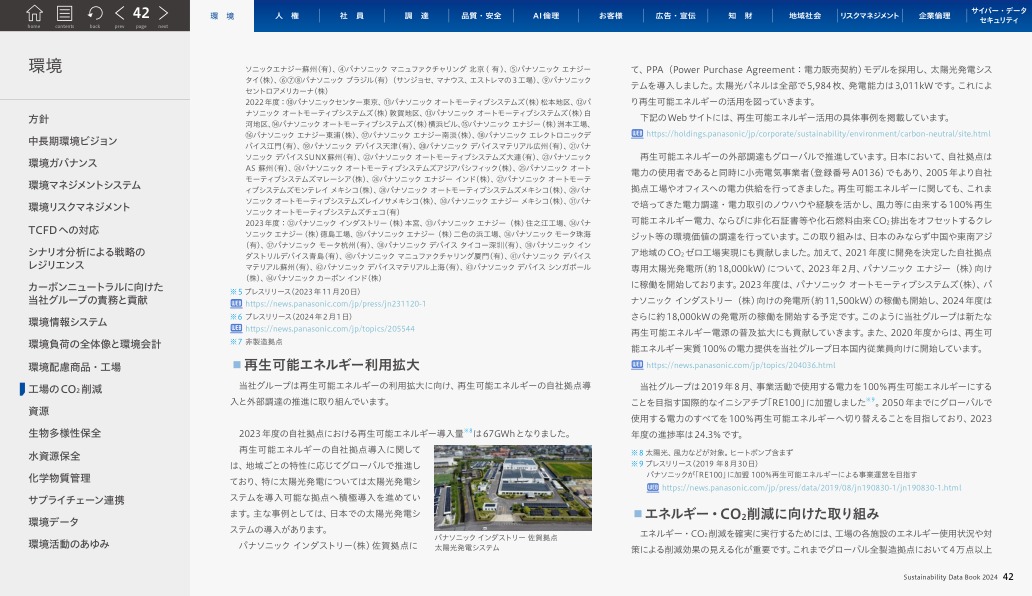 home
contents
back
prev
42
page
next
環 境
人 権
社 員
調 達
品質・安全
AI倫理
お客様
広告・宣伝
知 財
地域社会
リスクマネジメント
企業倫理
サイバー・データ
セキュリティ
環境
方針
中長期環境ビジョン
環境ガバナンス
環境マネジメントシステム
環境リスクマネジメント
TCFDへの対応
シナリオ分析による戦略の
レジリエンス
カーボンニュートラルに向けた
当社グループの責務と貢献
環境情報システム
環境負荷の全体像と環境会計
環境配慮商品・工場
工場のCO₂削減
資源
生物多様性保全
水資源保全
化学物質管理
サプライチェーン連携
環境データ
環境活動のあゆみ
ソニックエナジー蘇州(有)、④パナソニック マニュファクチャリング 北京(有)、⑤パナソニック エナジー
タイ(株)、⑥⑦⑧パナソニック ブラジル(有)（サンジョセ、マナウス、エストレマの3工場)、⑨パナソニック
セントロアメリカーナ(株)
2022年度：⑩パナソニックセンター東京、⑪パナソニック オートモーティブシステムズ(株)松本地区、⑫パ
ナソニック オートモーティブシステムズ(株)敦賀地区、⑬パナソニック オートモーティブシステムズ(株)白
河地区、⑭パナソニック オートモーティブシステムズ(株)横浜ビル、⑮パナソニック エナジー(株)洲本工場、
⑯パナソニック エナジー東浦(株)、⑰パナソニック エナジー南淡(株)、⑱パナソニック エレクトロニックデ
バイス江門(有)、⑲パナソニック デバイス天津(有)、⑳パナソニック デバイスマテリアル広州(有)、㉑パナソ
ニック デバイスSUNX蘇州(有)、㉒パナソニック オートモーティブシステムズ大連(有)、㉓パナソニック
AS 蘇州(有)、㉔パナソニック オートモーティブシステムズアジアパシフィック(株)、㉕パナソニック オート
モーティブシステムズマレーシア(株)、㉖パナソニック エナジー インド(株)、㉗パナソニック オートモーテ
ィブシステムズモンテレイ メキシコ(株)、㉘パナソニック オートモーティブシステムズメキシコ(株)、㉙パナ
ソニック オートモーティブシステムズレイノサメキシコ(株)、㉚パナソニック エナジー メキシコ(株)、㉛パナ
ソニック オートモーティブシステムズチェコ(有)
2023年度：㉜パナソニック インダストリー(株)本宮、㉝パナソニック エナジー（株)住之江工場、㉞パナソ
ニック エナジー(株)徳島工場、㉟パナソニック エナジー(株)二色の浜工場、㊱パナソニック モータ珠海
(有)、㊲パナソニック モータ杭州(有)、㊳パナソニック デバイス タイコー深圳(有)、㊴パナソニック イン
ダストリルデバイス青島(有)、㊵パナソニック マニュファクチャリング厦門(有)、㊶パナソニック デバイス
マテリアル蘇州(有)、㊷パナソニック デバイスマテリアル上海(有)、㊸パナソニック デバイス シンガポール
(株)、㊹パナソニック カーボン インド(株)
※5 プレスリリース(2023年11月20日)
WEB https://news.panasonic.com/jp/press/jn231120-1
※6 プレスリリース(2024年2月1日)
WEB https://news.panasonic.com/jp/topics/205544
※7 非製造拠点
■再生可能エネルギー利用拡大
当社グループは再生可能エネルギーの利用拡大に向け、再生可能エネルギーの自社拠点導
入と外部調達の推進に取り組んでいます。
2023年度の自社拠点における再生可能エネルギー導入量※8は67GWhとなりました。
再生可能エネルギーの自社拠点導入に関して
は、地域ごとの特性に応じてグローバルで推進し
ており、特に太陽光発電については太陽光発電シ
ステムを導入可能な拠点へ積極導入を進めてい
ます。主な事例としては、日本での太陽光発電シ
ステムの導入があります。
パナソニック インダストリー(株)佐賀拠点に
パナソニック インダストリー 佐賀拠点
太陽光発電システム
て、PPA（Power Purchase Agreement：電力販売契約）モデルを採用し、太陽光発電シス
テムを導入しました。太陽光パネルは全部で5,984枚、発電能力は3,011kWです。これによ
り再生可能エネルギーの活用を図っていきます。
下記のWebサイトには、再生可能エネルギー活用の具体事例を掲載しています。
WEB https://holdings.panasonic/jp/corporate/sustainability/environment/carbon-neutral/site.html
再生可能エネルギーの外部調達もグローバルで推進しています。日本において、自社拠点は
電力の使用者であると同時に小売電気事業者(登録番号A0136)でもあり、2005年より自社
拠点工場やオフィスへの電力供給を行ってきました。再生可能エネルギーに関しても、これま
で培ってきた電力調達・電力取引のノウハウや経験を活かし、風力等に由来する100%再生
可能エネルギー電力、ならびに非化石証書等や化石燃料由来CO₂排出をオフセットするクレ
ジット等の環境価値の調達を行っています。この取り組みは、日本のみならず中国や東南アジ
ア地域のCO₂ゼロ工場実現にも貢献しました。加えて、2021年度に開発を決定した自社拠点
専用太陽光発電所(約18,000kW)について、2023年2月、パナソニック エナジー（株)向け
に稼働を開始しております。2023年度は、パナソニック オートモーティブシステムズ(株)、パ
ナソニック インダストリー（株)向けの発電所(約11,500kW)の稼働も開始し、2024年度は
さらに約18,000kWの発電所の稼働を開始する予定です。このように当社グループは新たな
再生可能エネルギー電源の普及拡大にも貢献していきます。また、2020年度からは、再生可
能エネルギー実質100%の電力提供を当社グループ日本国内従業員向けに開始しています。
WEB https://news.panasonic.com/jp/topics/204036.html
当社グループは2019年8月、事業活動で使用する電力を100%再生可能エネルギーにする
ことを目指す国際的なイニシアチブ｢RE100｣に加盟しました※9。2050年までにグローバルで
使用する電力のすべてを100%再生可能エネルギーへ切り替えることを目指しており、2023
年度の進捗率は24.3%です。
※8 太陽光、風力などが対象。ヒートポンプ含まず
※9 プレスリリース(2019年8月30日)
パナソニックが｢RE100｣に加盟 100%再生可能エネルギーによる事業運営を目指す
WEB https://news.panasonic.com/jp/press/data/2019/08/jn190830-1/jn190830-1.html
■エネルギー・CO₂削減に向けた取り組み
エネルギー・CO₂削減を確実に実行するためには、工場の各施設のエネルギー使用状況や対
策による削減効果の見える化が重要です。これまでグローバル全製造拠点において4万点以上
Sustainability Data Book 2024 42